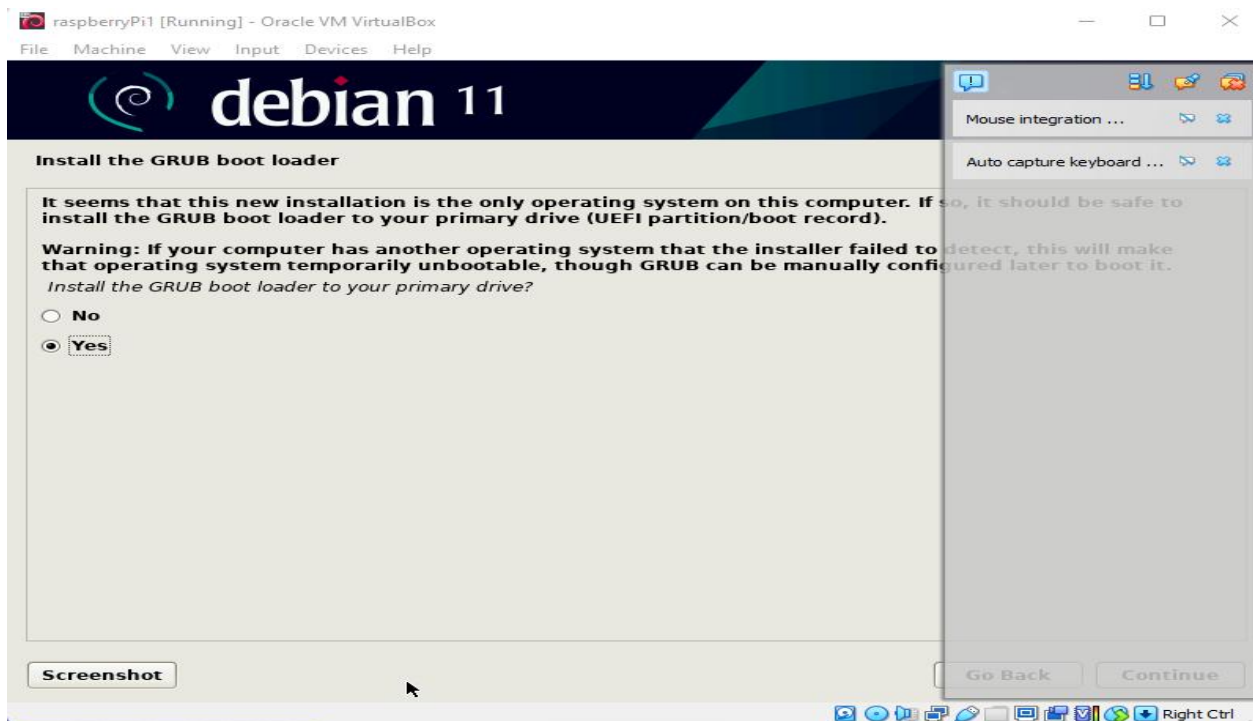 raspberryPi1 [Running] - Oracle VM VirtualBox
File Machine View Input Devices Help
debian 11
Mouse integration ...
Auto capture keyboard ...
Install the GRUB boot loader
It seems that this new installation is the only operating system on this computer. If so, it should be safe to
install the GRUB boot loader to your primary drive (UEFI partition/boot record).
Warning: If your computer has another operating system that the installer failed to detect, this will make
that operating system temporarily unbootable, though GRUB can be manually configured later to boot it.
Install the GRUB boot loader to your primary drive?
No
Yes
Screenshot Go Back Continue
Right Ctrl